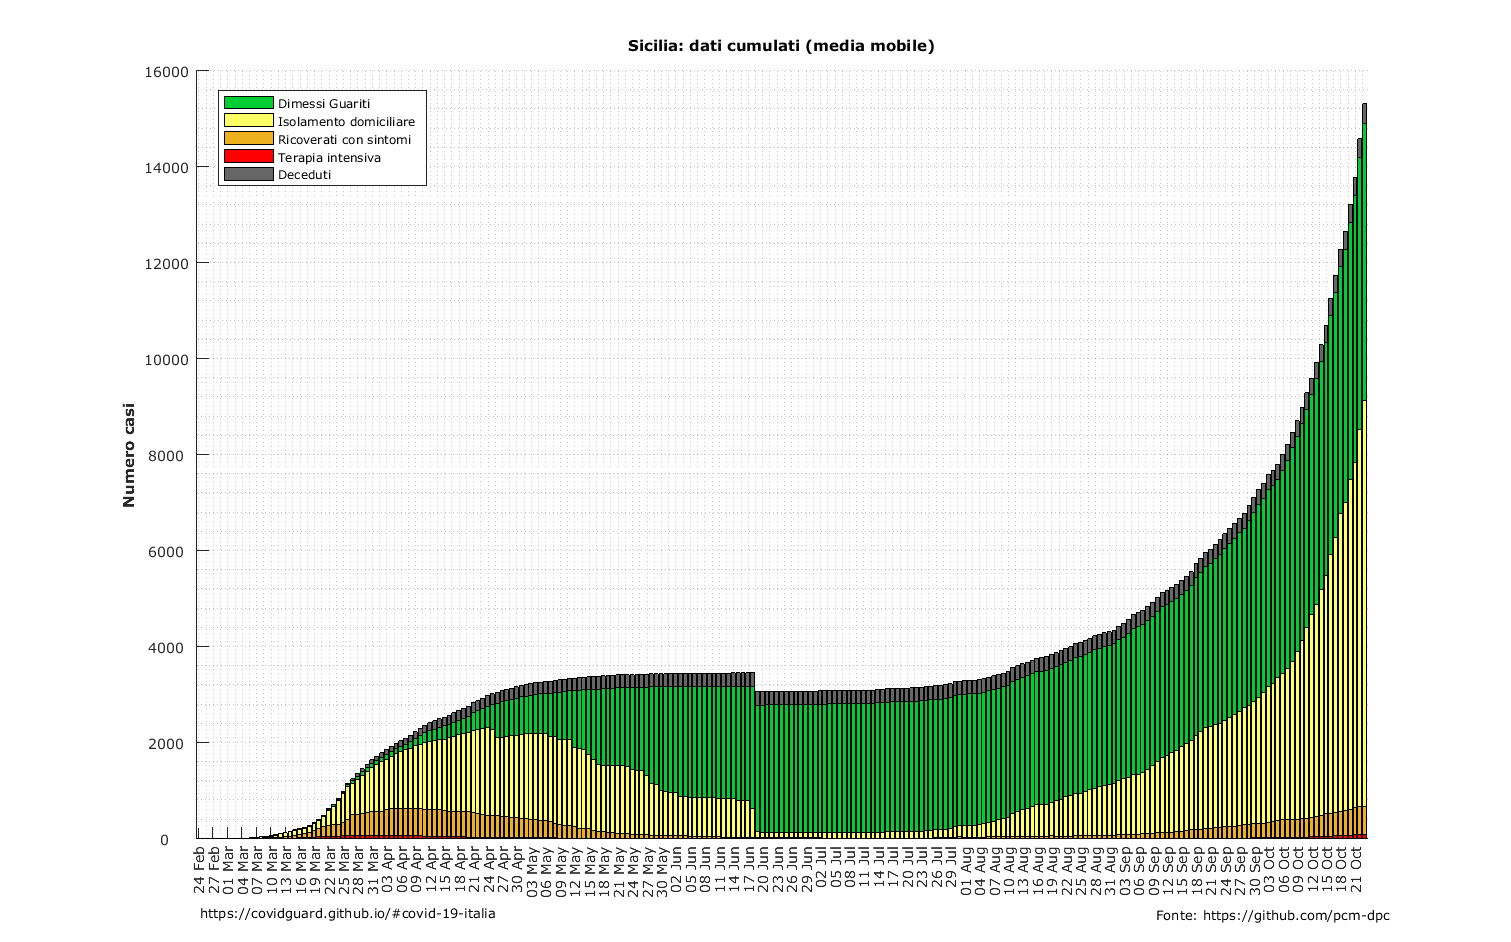 Sicilia: dati cumulati (media mobile)
16000
14000
12000
10000
8000
6000
4000
2000
0
Numero casi
Dimessi Guariti
Isolamento domiciliare
Ricoverati con sintomi
Terapia intensiva
Deceduti
24 Feb
27 Feb
01 Mar
04 Mar
07 Mar
10 Mar
13 Mar
16 Mar
19 Mar
22 Mar
25 Mar
28 Mar
31 Mar
03 Apr
06 Apr
09 Apr
12 Apr
15 Apr
18 Apr
21 Apr
24 Apr
27 Apr
30 Apr
03 May
06 May
09 May
12 May
15 May
18 May
21 May
24 May
27 May
30 May
02 Jun
05 Jun
08 Jun
11 Jun
14 Jun
17 Jun
20 Jun
23 Jun
26 Jun
29 Jun
02 Jul
05 Jul
08 Jul
11 Jul
14 Jul
17 Jul
20 Jul
23 Jul
26 Jul
29 Jul
01 Aug
04 Aug
07 Aug
10 Aug
13 Aug
16 Aug
19 Aug
22 Aug
25 Aug
28 Aug
31 Aug
03 Sep
06 Sep
09 Sep
12 Sep
15 Sep
18 Sep
21 Sep
24 Sep
27 Sep
30 Sep
03 Oct
06 Oct
09 Oct
12 Oct
15 Oct
18 Oct
21 Oct
https://covidguard.github.io/#covid-19-italia
Fonte: https://github.com/pcm-dpc